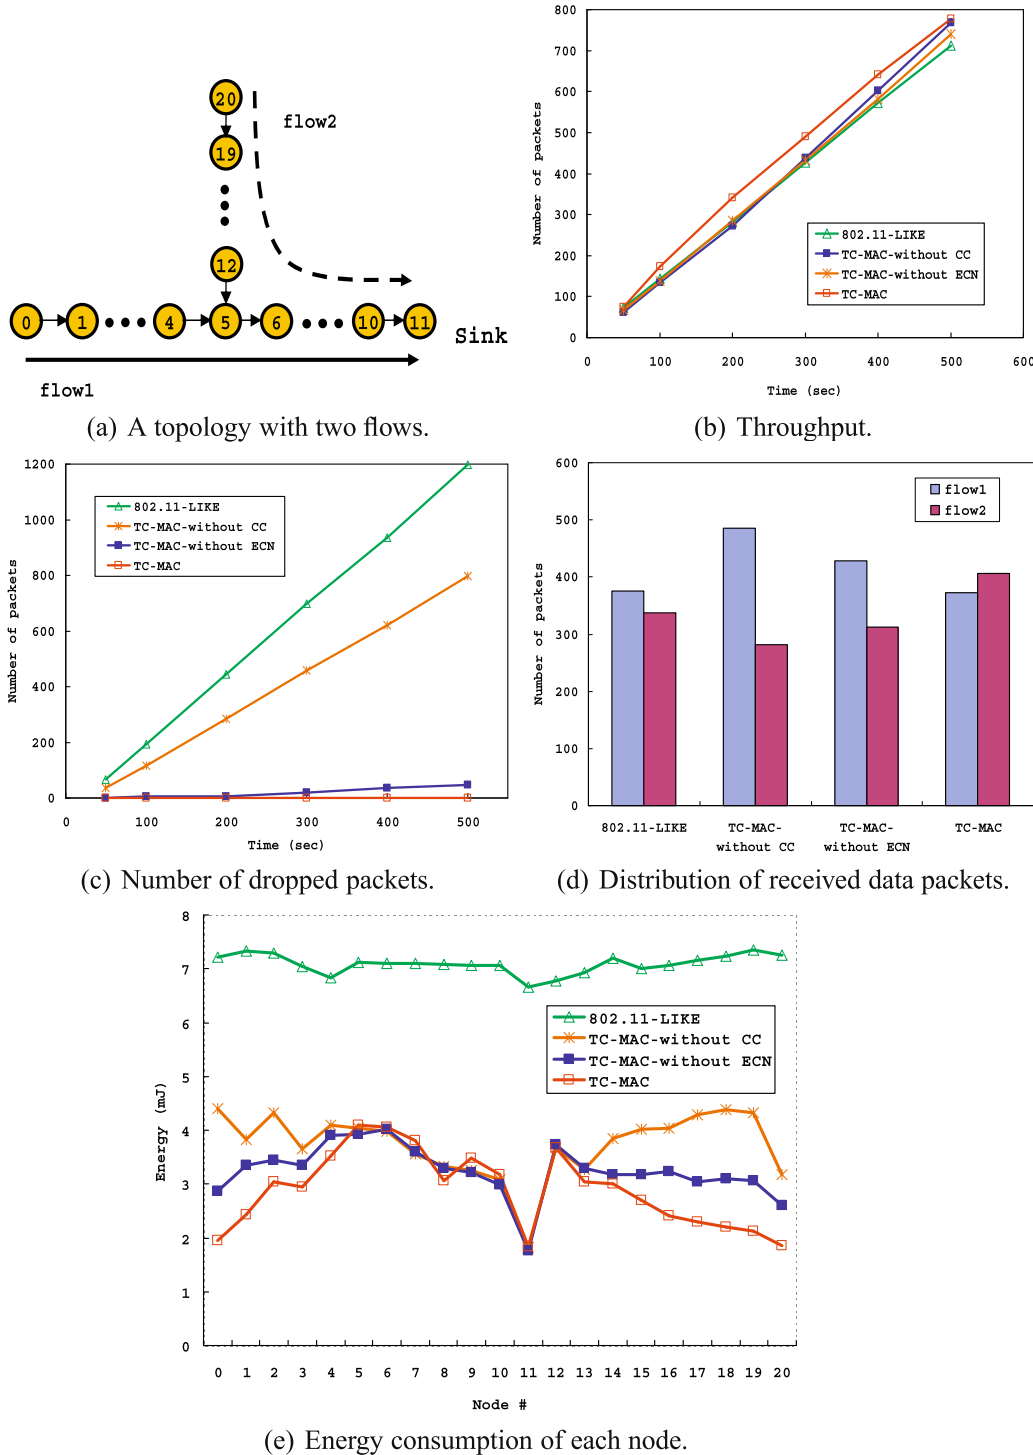 20
flow2
19
12
0
1
4
5
6
10
11
Sink
flow1
(a) A topology with two flows.
800
700
600
500
400
300
200
100
0
Number of packets
802.11-LIKE
TC-MAC-without CC
TC-MAC-without ECN
TC-MAC
0 100 200 300 400 500 600
Time (sec)
(b) Throughput.
1200
1000
800
600
400
200
0
Number of packets
802.11-LIKE
TC-MAC-without CC
TC-MAC-without ECN
TC-MAC
0 100 200 300 400 500
Time (sec)
(c) Number of dropped packets.
600
500
400
300
200
100
0
Number of packets
flow1
flow2
802.11-LIKE
TC-MAC-
without CC
TC-MAC-
without ECN
TC-MAC
(d) Distribution of received data packets.
8
7
6
5
4
3
2
1
0
Energy (mJ)
802.11-LIKE
TC-MAC-without CC
TC-MAC-without ECN
TC-MAC
0 1 2 3 4 5 6 7 8 9 10 11 12 13 14 15 16 17 18 19 20
Node #
(e) Energy consumption of each node.